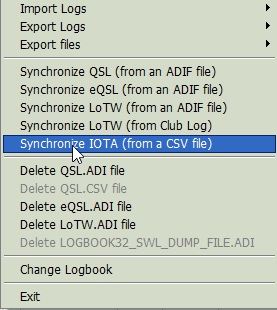 Import Logs
Export Logs
Export files
Synchronize QSL (from an ADIF file)
Synchronize eQSL (from an ADIF file)
Synchronize LoTW (from an ADIF file)
Synchronize LoTW (from Club Log)
Synchronize IOTA (from a CSV file)
Delete QSL.ADI file
Delete QSL.CSV file
Delete eQSL.ADI file
Delete LoTW.ADI file
Delete LOGBOOK32_SWL_DUMP_FILE.ADI
Change Logbook
Exit